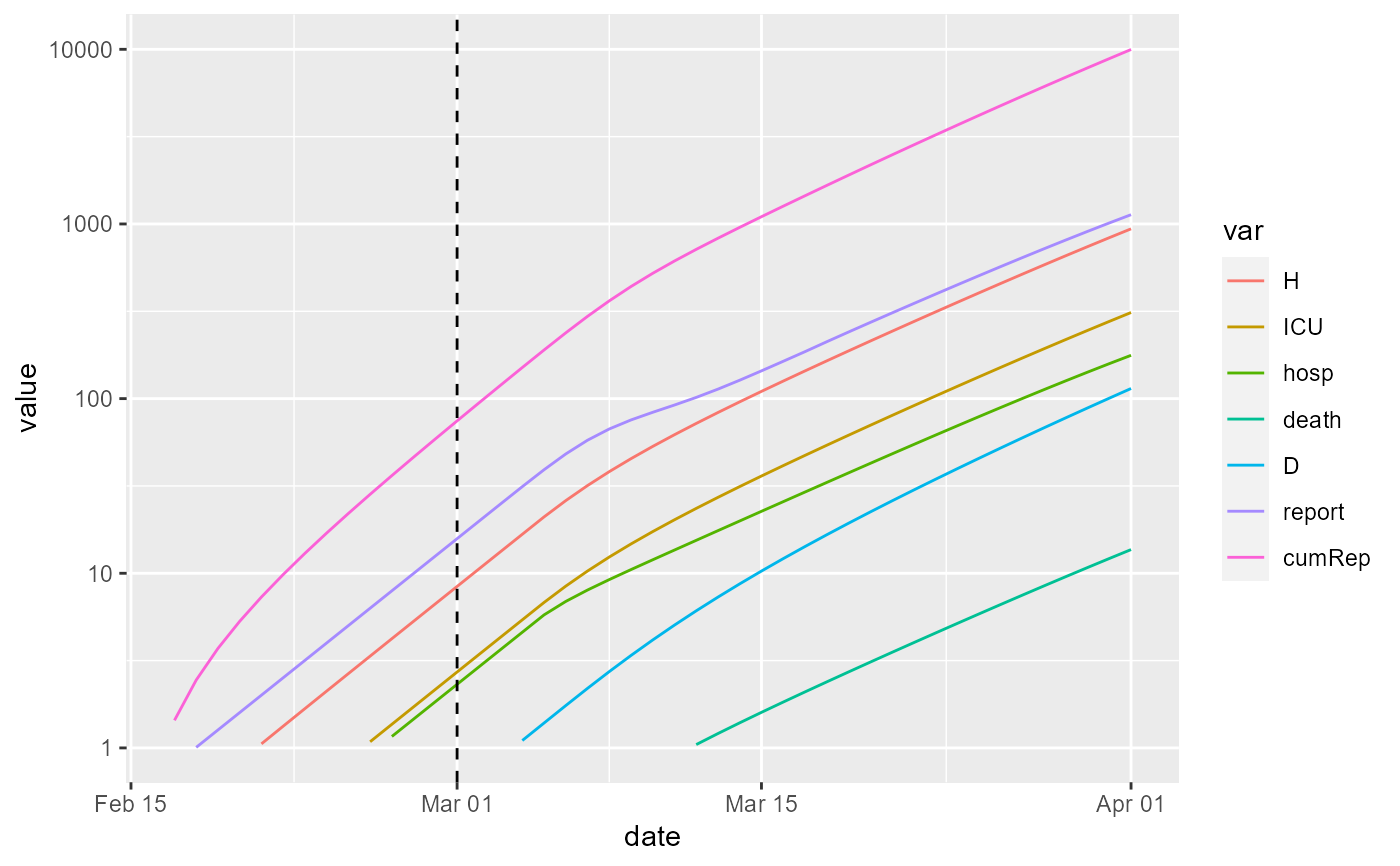 value
10000
1000
100
10
1
Feb 15
Mar 01
Mar 15
Apr 01
date
var
H
ICU
hosp
death
D
report
cumRep